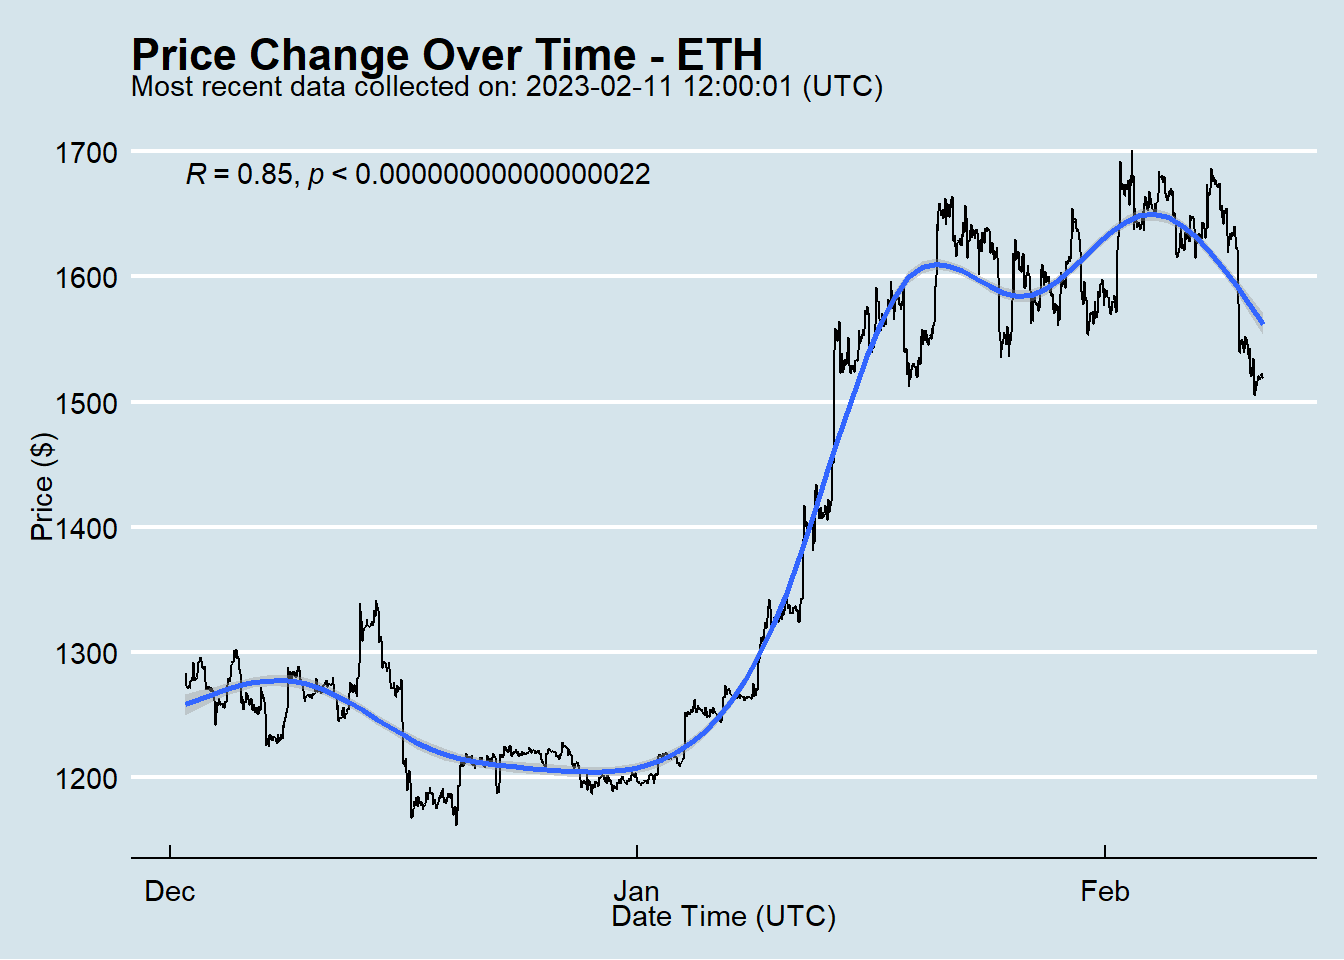 Price Change Over Time - ETH
Most recent data collected on: 2023-02-11 12:00:01 (UTC)
R = 0.85, p < 0.00000000000000022
1700
1600
1500
1400
1300
1200
Price ($)
Dec
Jan
Feb
Date Time (UTC)